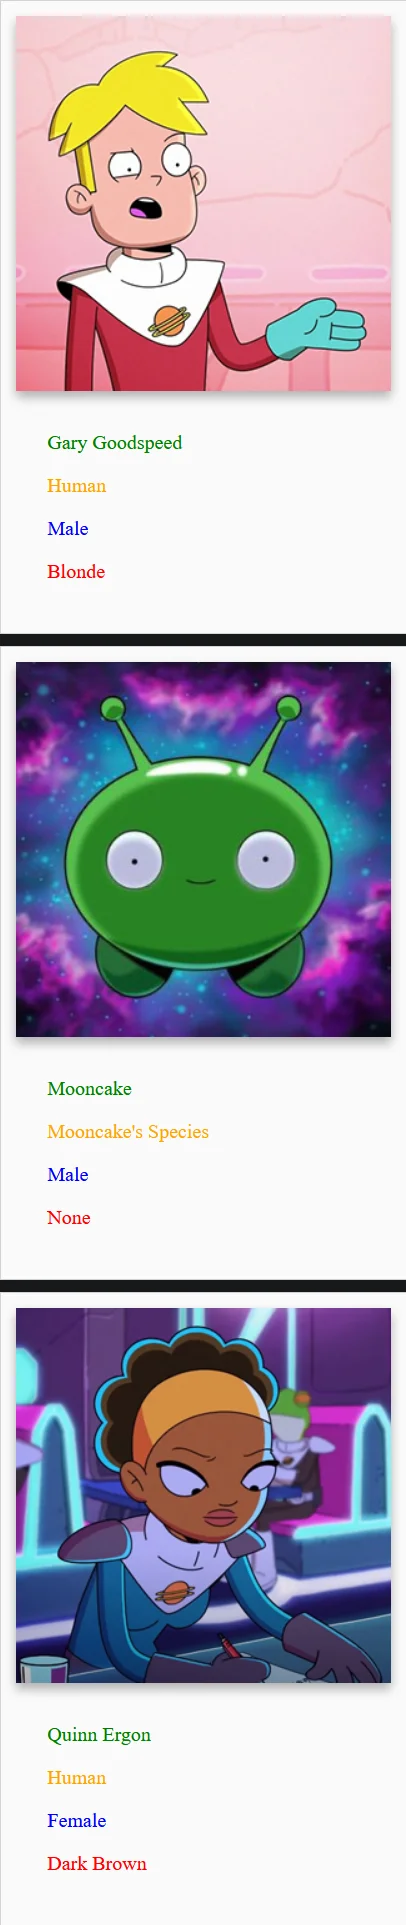 Gary Goodspeed
Human
Male
Blonde
Mooncake
Mooncake's Species
Male
None
Quinn Ergon
Human
Female
Dark Brown